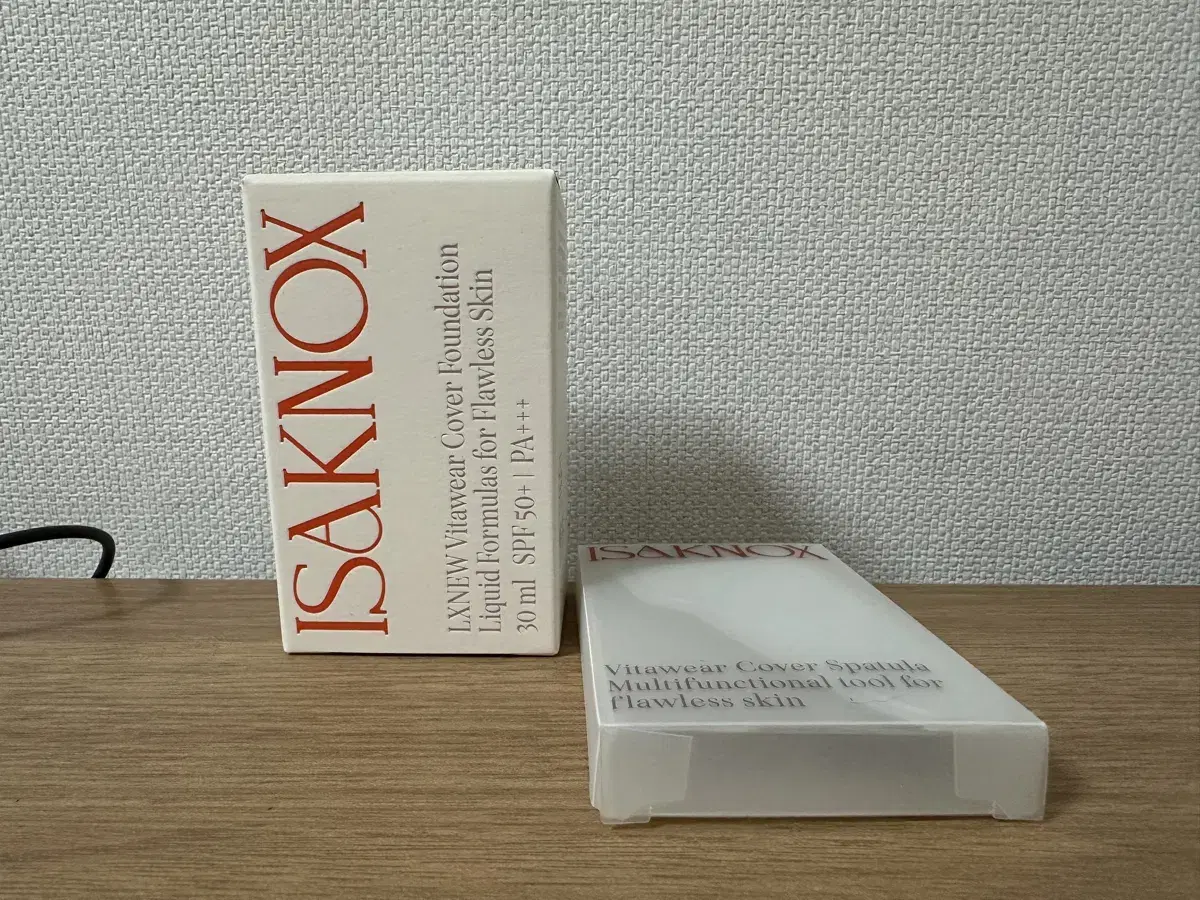 ISAKNOX
LXNEW Vitawear Cover Foundation
Liquid Formulas for Flawless Skin
30 ml SPF 50+ | PA+++
ISAKNOX
Vitawear Cover Spatula
Multifunctional tool for
flawless skin